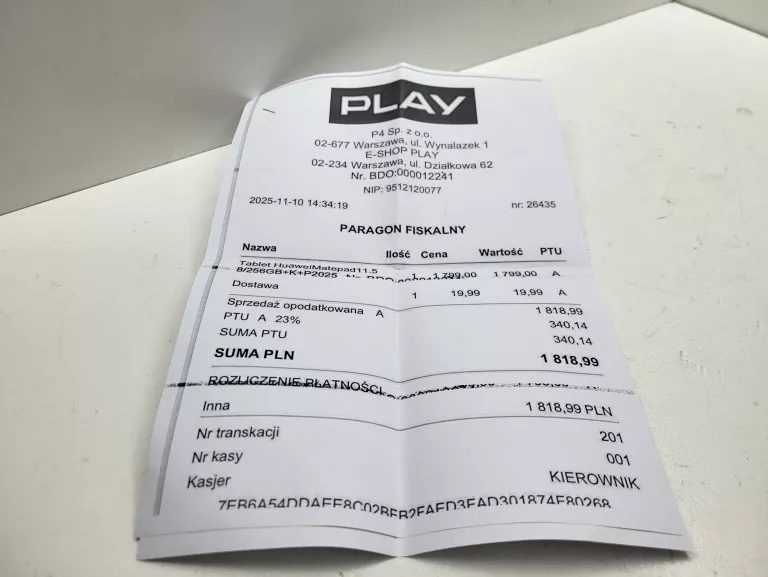 PLAY
P4 Sp. z o.o.
02-677 Warszawa, ul. Wynalazek 1
E-SHOP PLAY
02-234 Warszawa, ul. Działkowa 62
Nr. BDO:000012241
NIP: 9512120077
2025-11-10 14:34:19 nr: 26435
PARAGON FISKALNY
Nazwa Ilość Cena Wartość PTU
Tablet HuaweiMatepad11.5
8/256GB+K+P2025 1 1 799,00 1 799,00 A
Dostawa 1 19,99 19,99 A
Sprzedaż opodatkowana A 1 818,99
PTU A 23% 340,14
SUMA PTU 340,14
SUMA PLN 1 818,99
ROZLICZENIE PŁATNOŚCI
Inna 1 818,99 PLN
Nr transkacji 201
Nr kasy 001
Kasjer KIEROWNIK